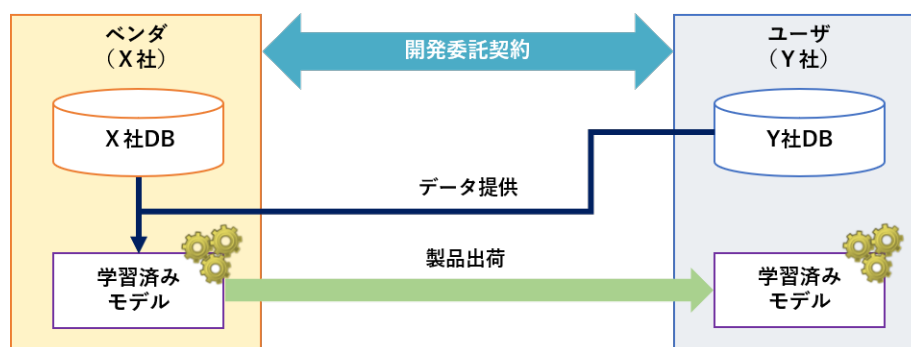 ベンダ
（X社）
開発委託契約
ユーザ
（Y社）
X社DB
Y社DB
データ提供
製品出荷
学習済み
モデル
学習済み
モデル